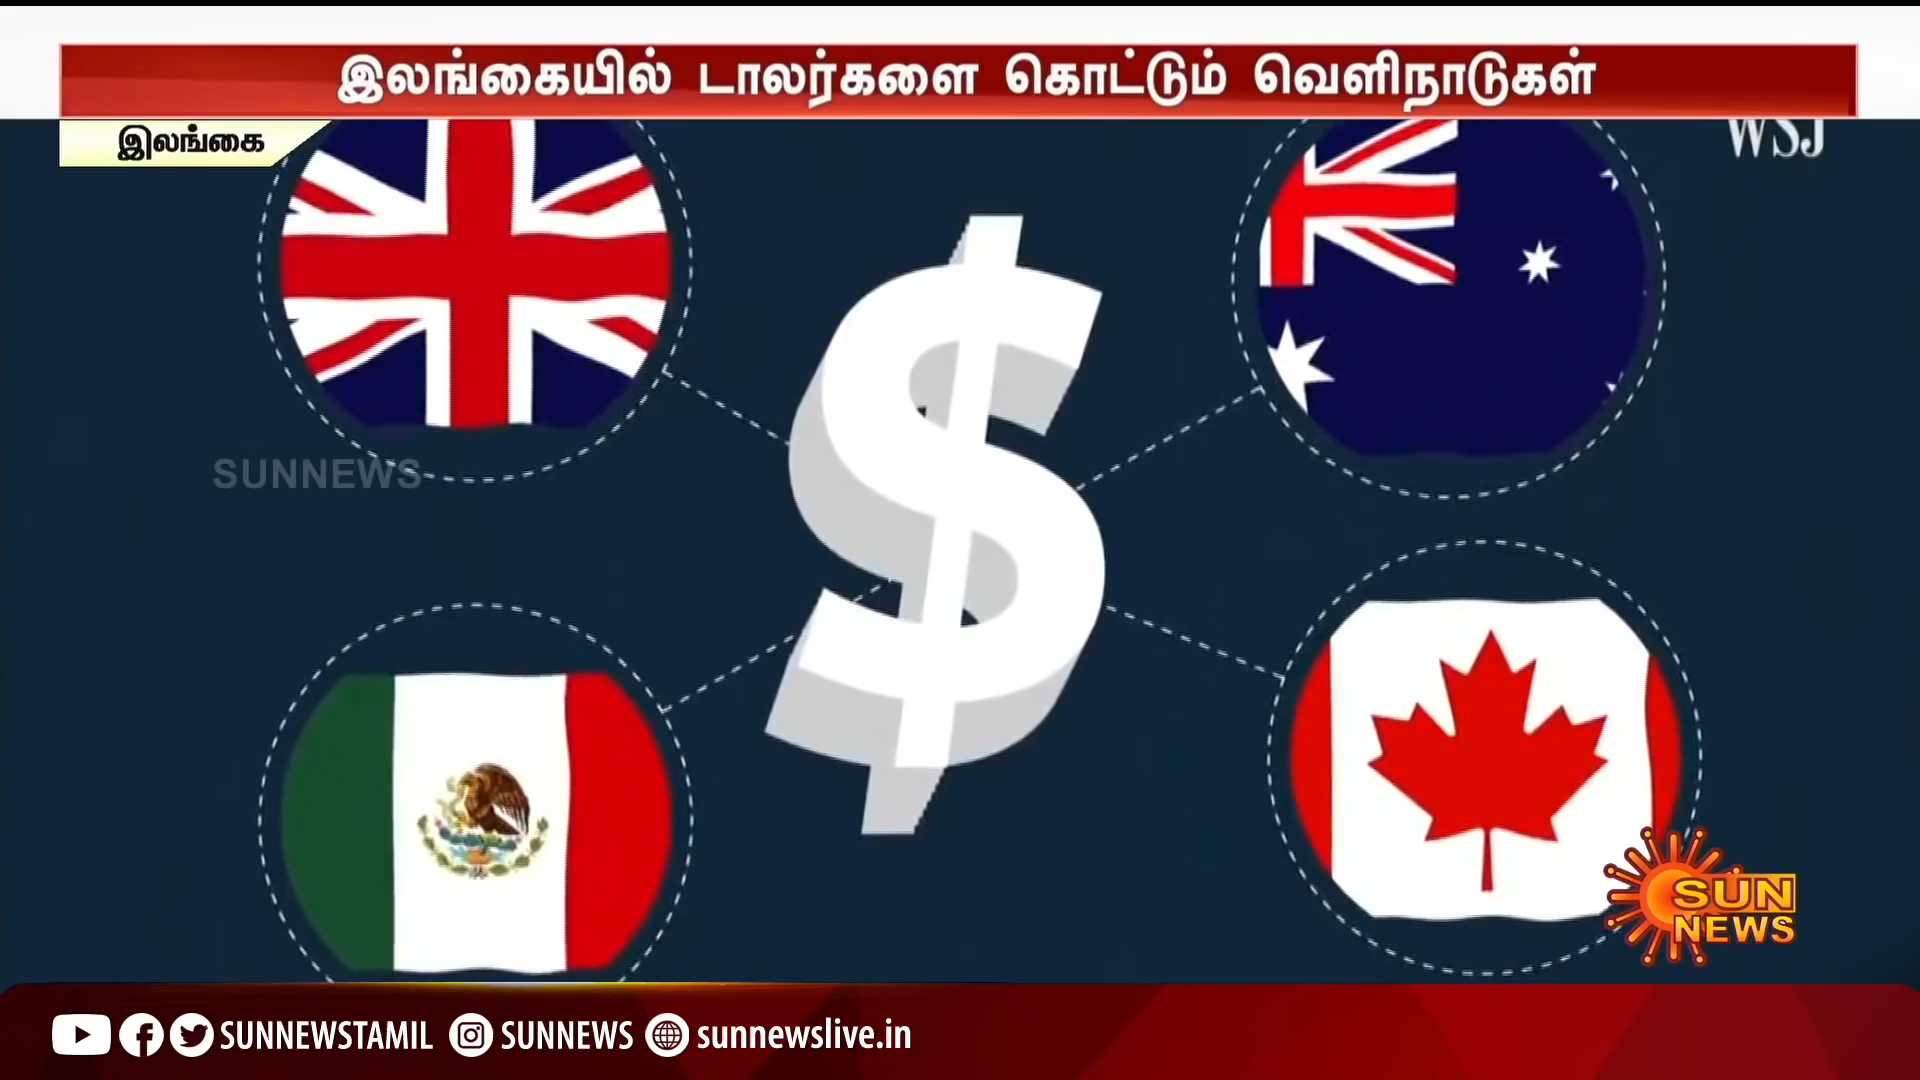 இலங்கையில் டாலர்களை கொட்டும் வெளிநாடுகள்
இலங்கை
WSJ
SUNNEWS
SUN
NEWS
SUNNEWSTAMIL SUNNEWS sunnewslive.in